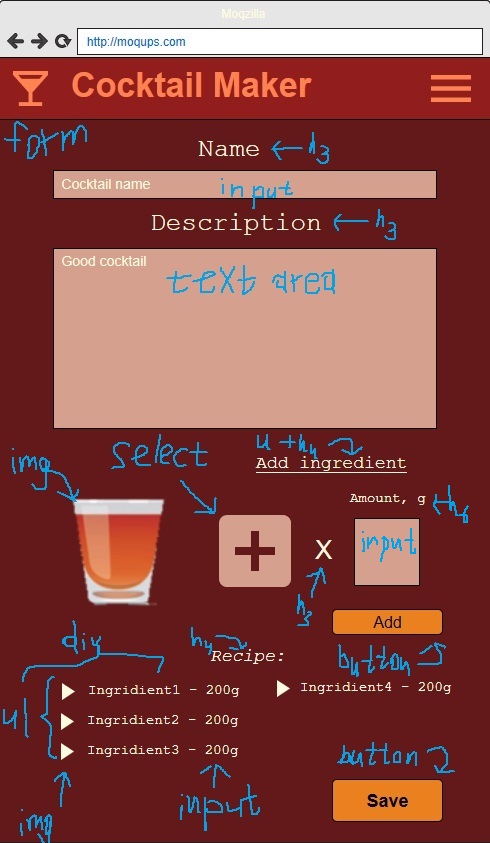 Moqzilla
http://moqups.com
Cocktail Maker
form
Name ← h3
Cocktail name input
Description ← h3
Good cocktail
text area
select
u + h4
img
Add ingredient
Amount, g ← h6
X
input
h3
Add
div
h4
Recipe:
button
Ingridient1 - 200g
Ingridient4 - 200g
ul
Ingridient2 - 200g
Ingridient3 - 200g
button
img
input
Save